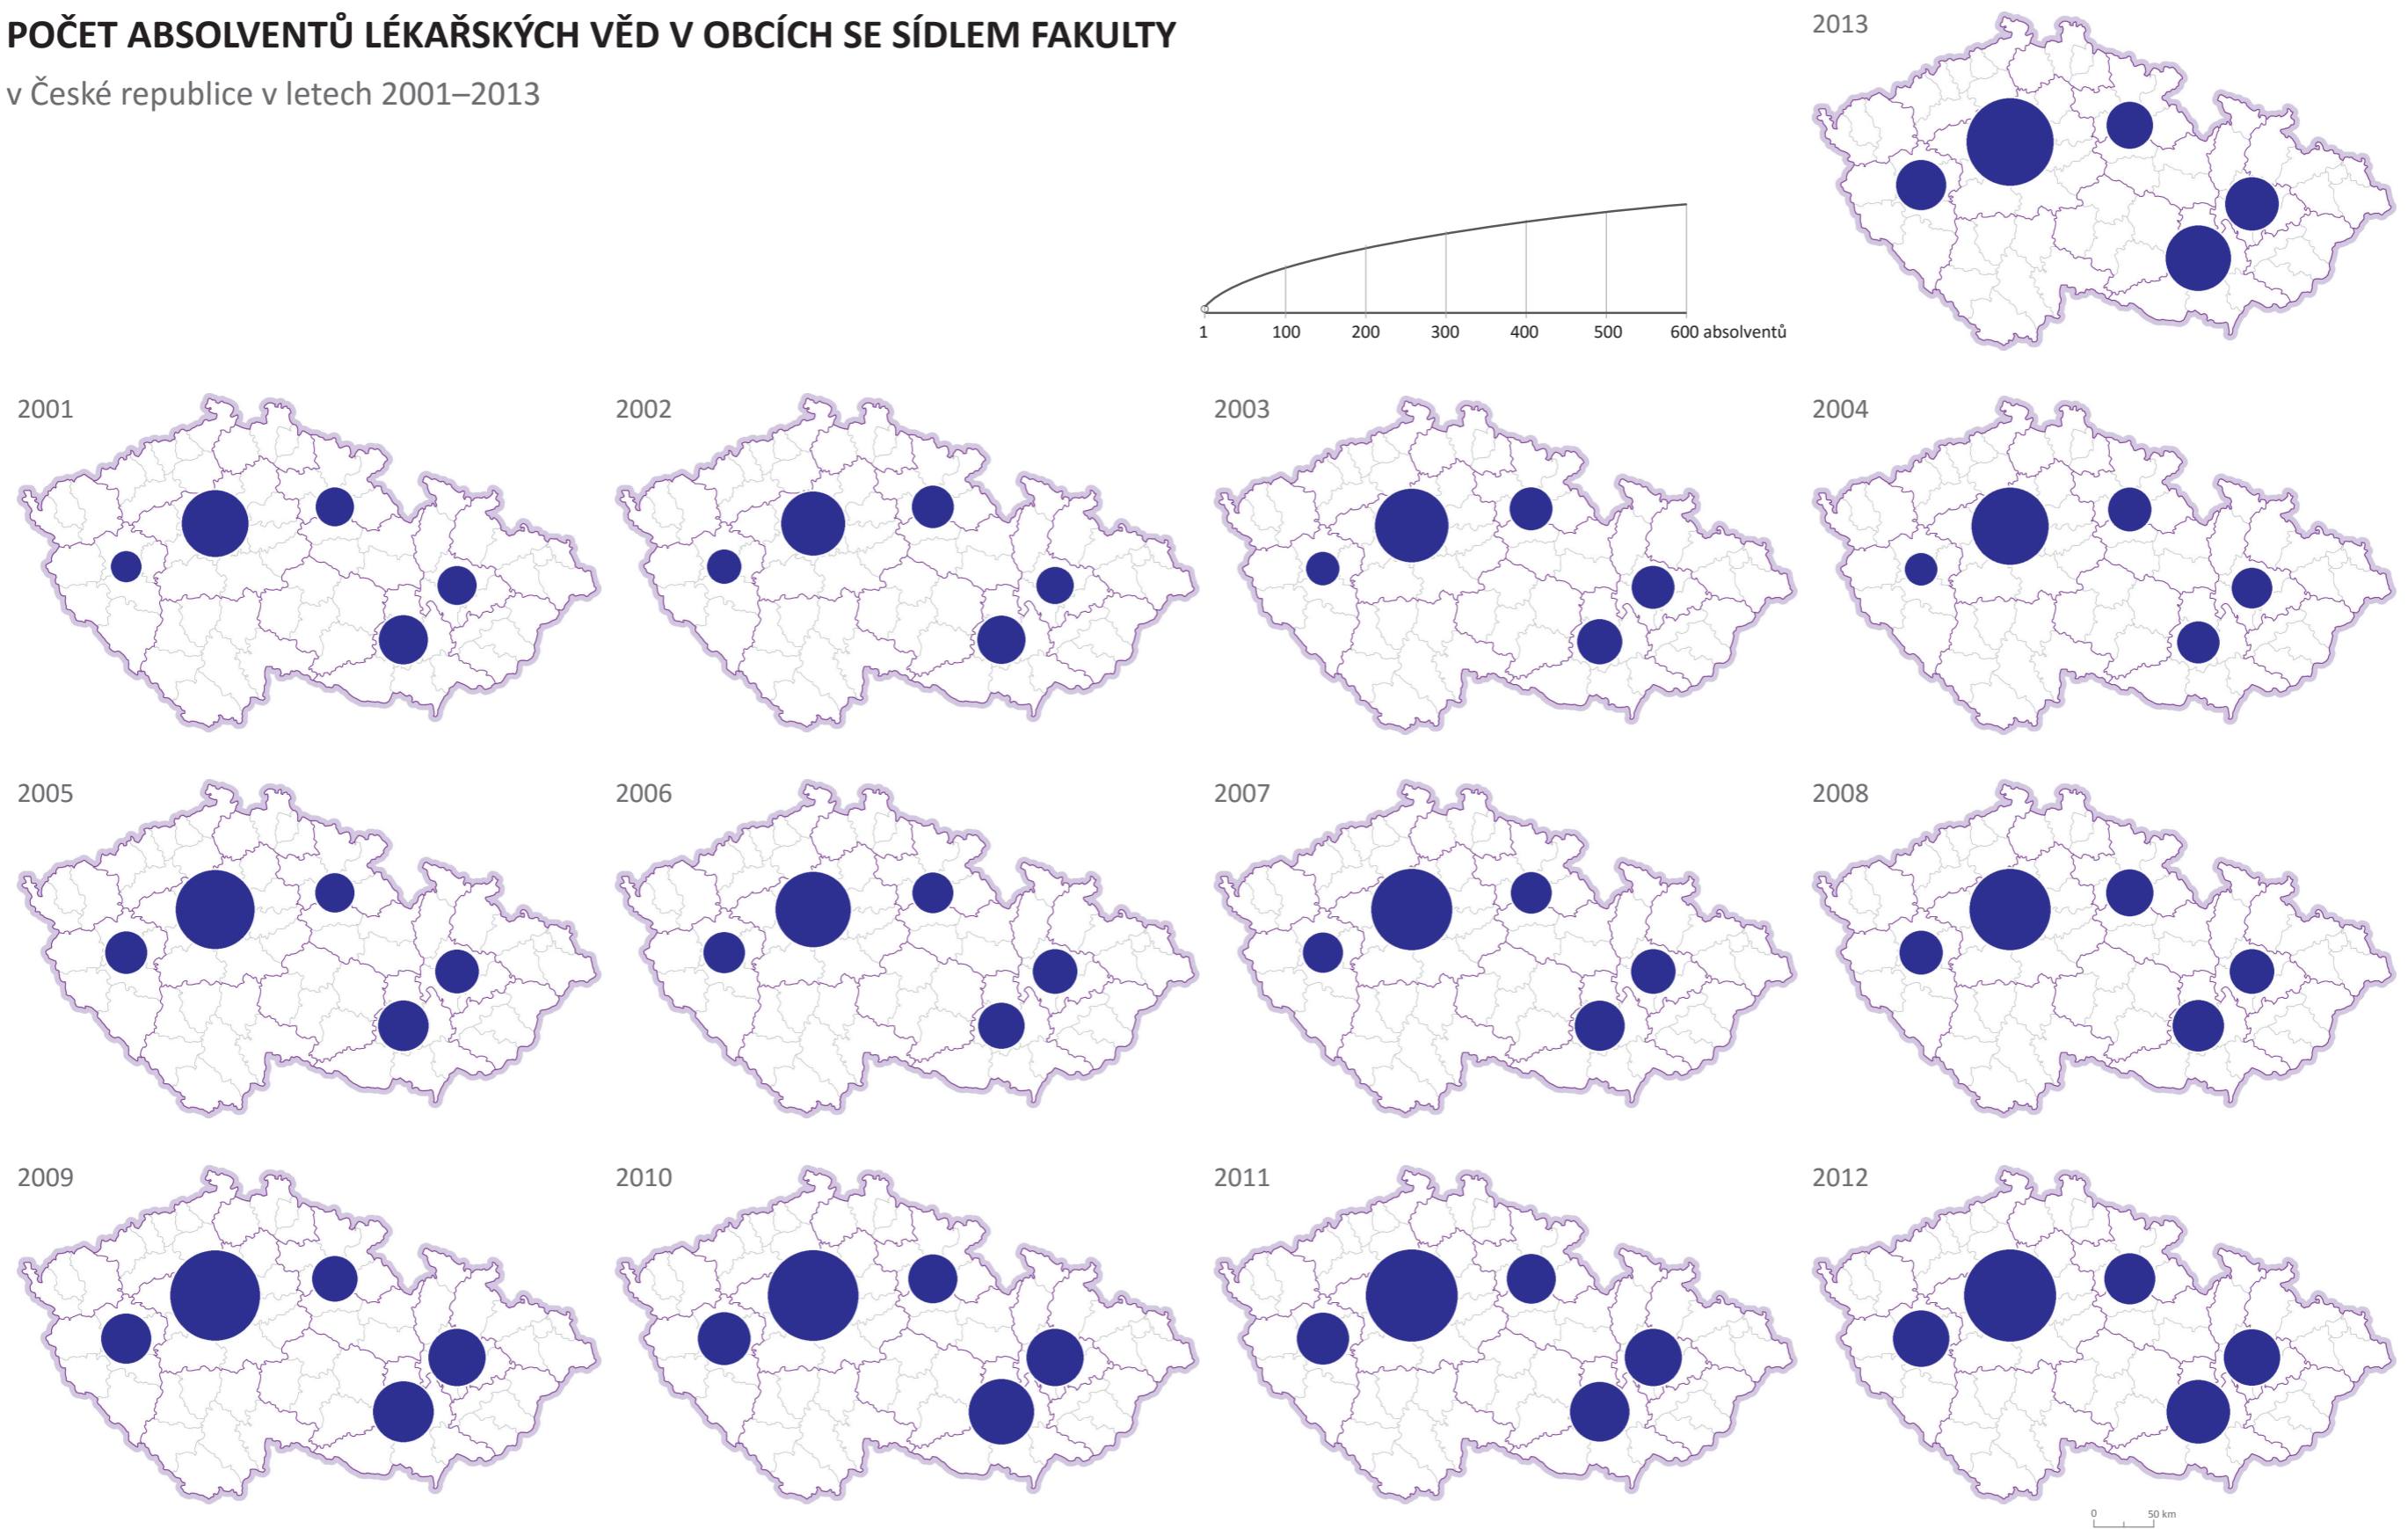 POČET ABSOLVENTŮ LÉKAŘSKÝCH VĚD V OBCÍCH SE SÍDLEM FAKULTY
v České republice v letech 2001–2013
2013
1 100 200 300 400 500 600 absolventů
2001 2002 2003 2004
2005 2006 2007 2008
2009 2010 2011 2012
0 50 km